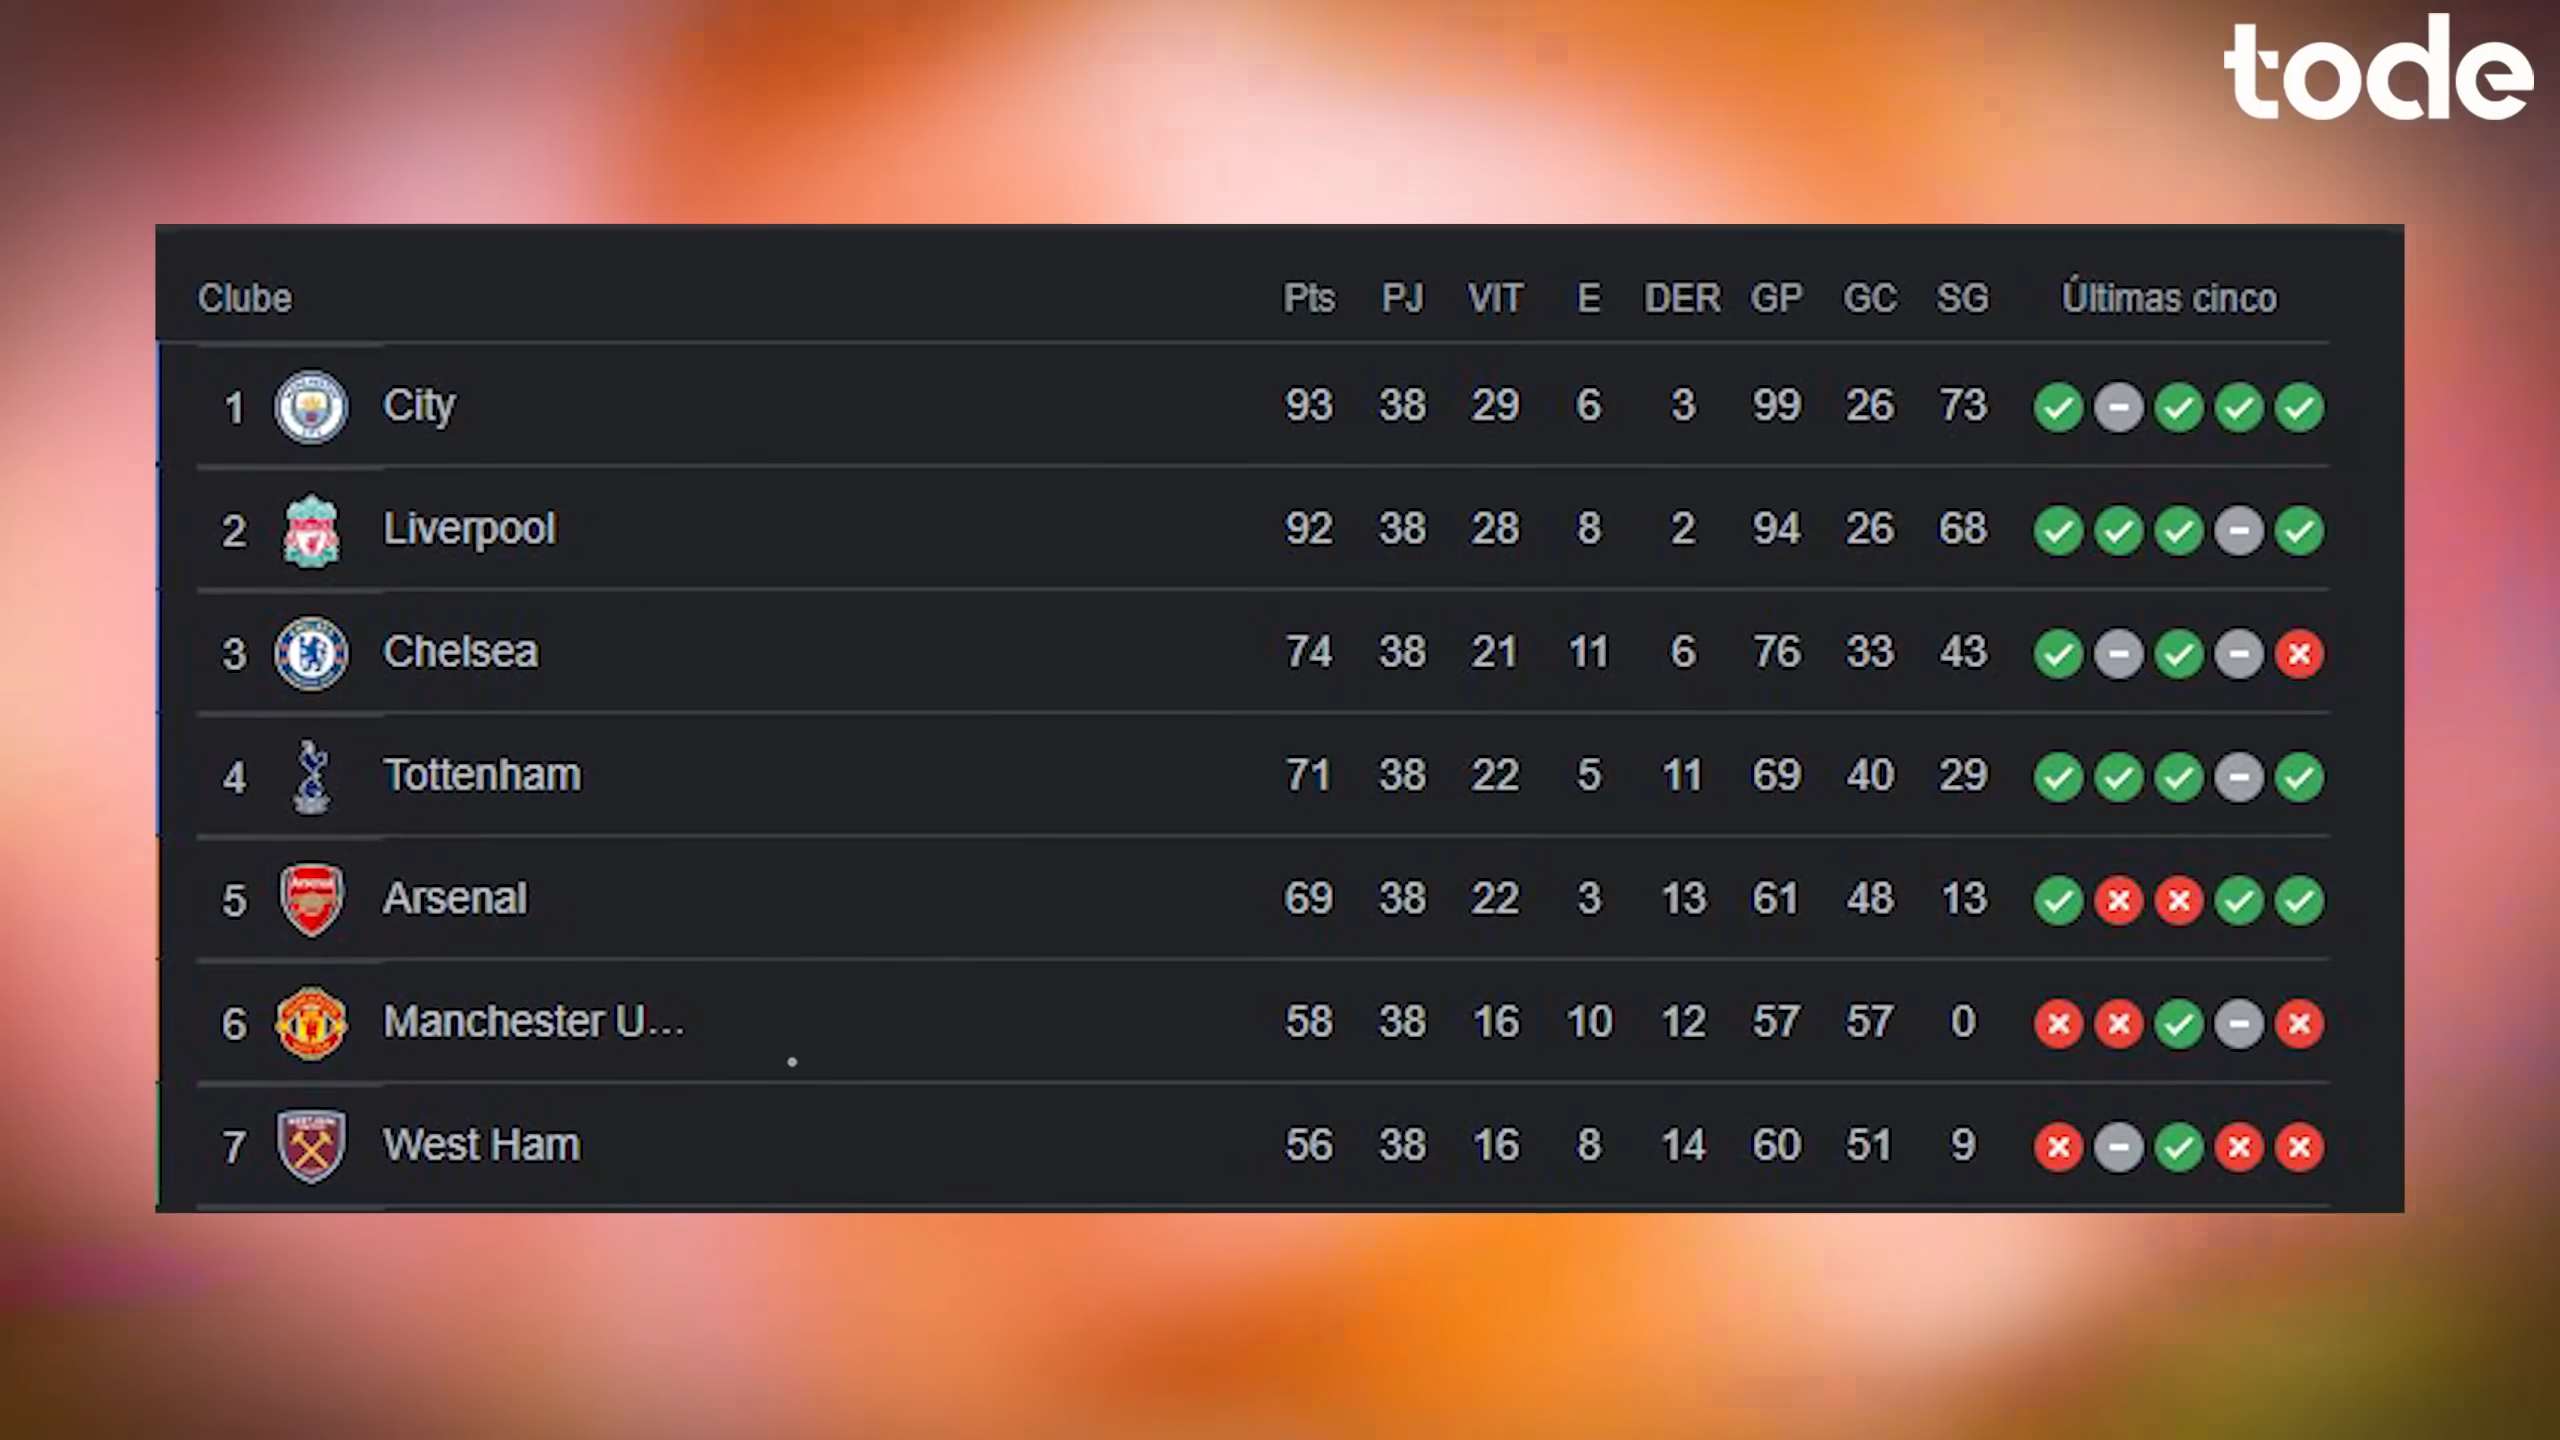 tode
Clube Pts PJ VIT E DER GP GC SG Últimas cinco
1 City 93 38 29 6 3 99 26 73
2 Liverpool 92 38 28 8 2 94 26 68
3 Chelsea 74 38 21 11 6 76 33 43
4 Tottenham 71 38 22 5 11 69 40 29
5 Arsenal 69 38 22 3 13 61 48 13
6 Manchester U... 58 38 16 10 12 57 57 0
7 West Ham 56 38 16 8 14 60 51 9